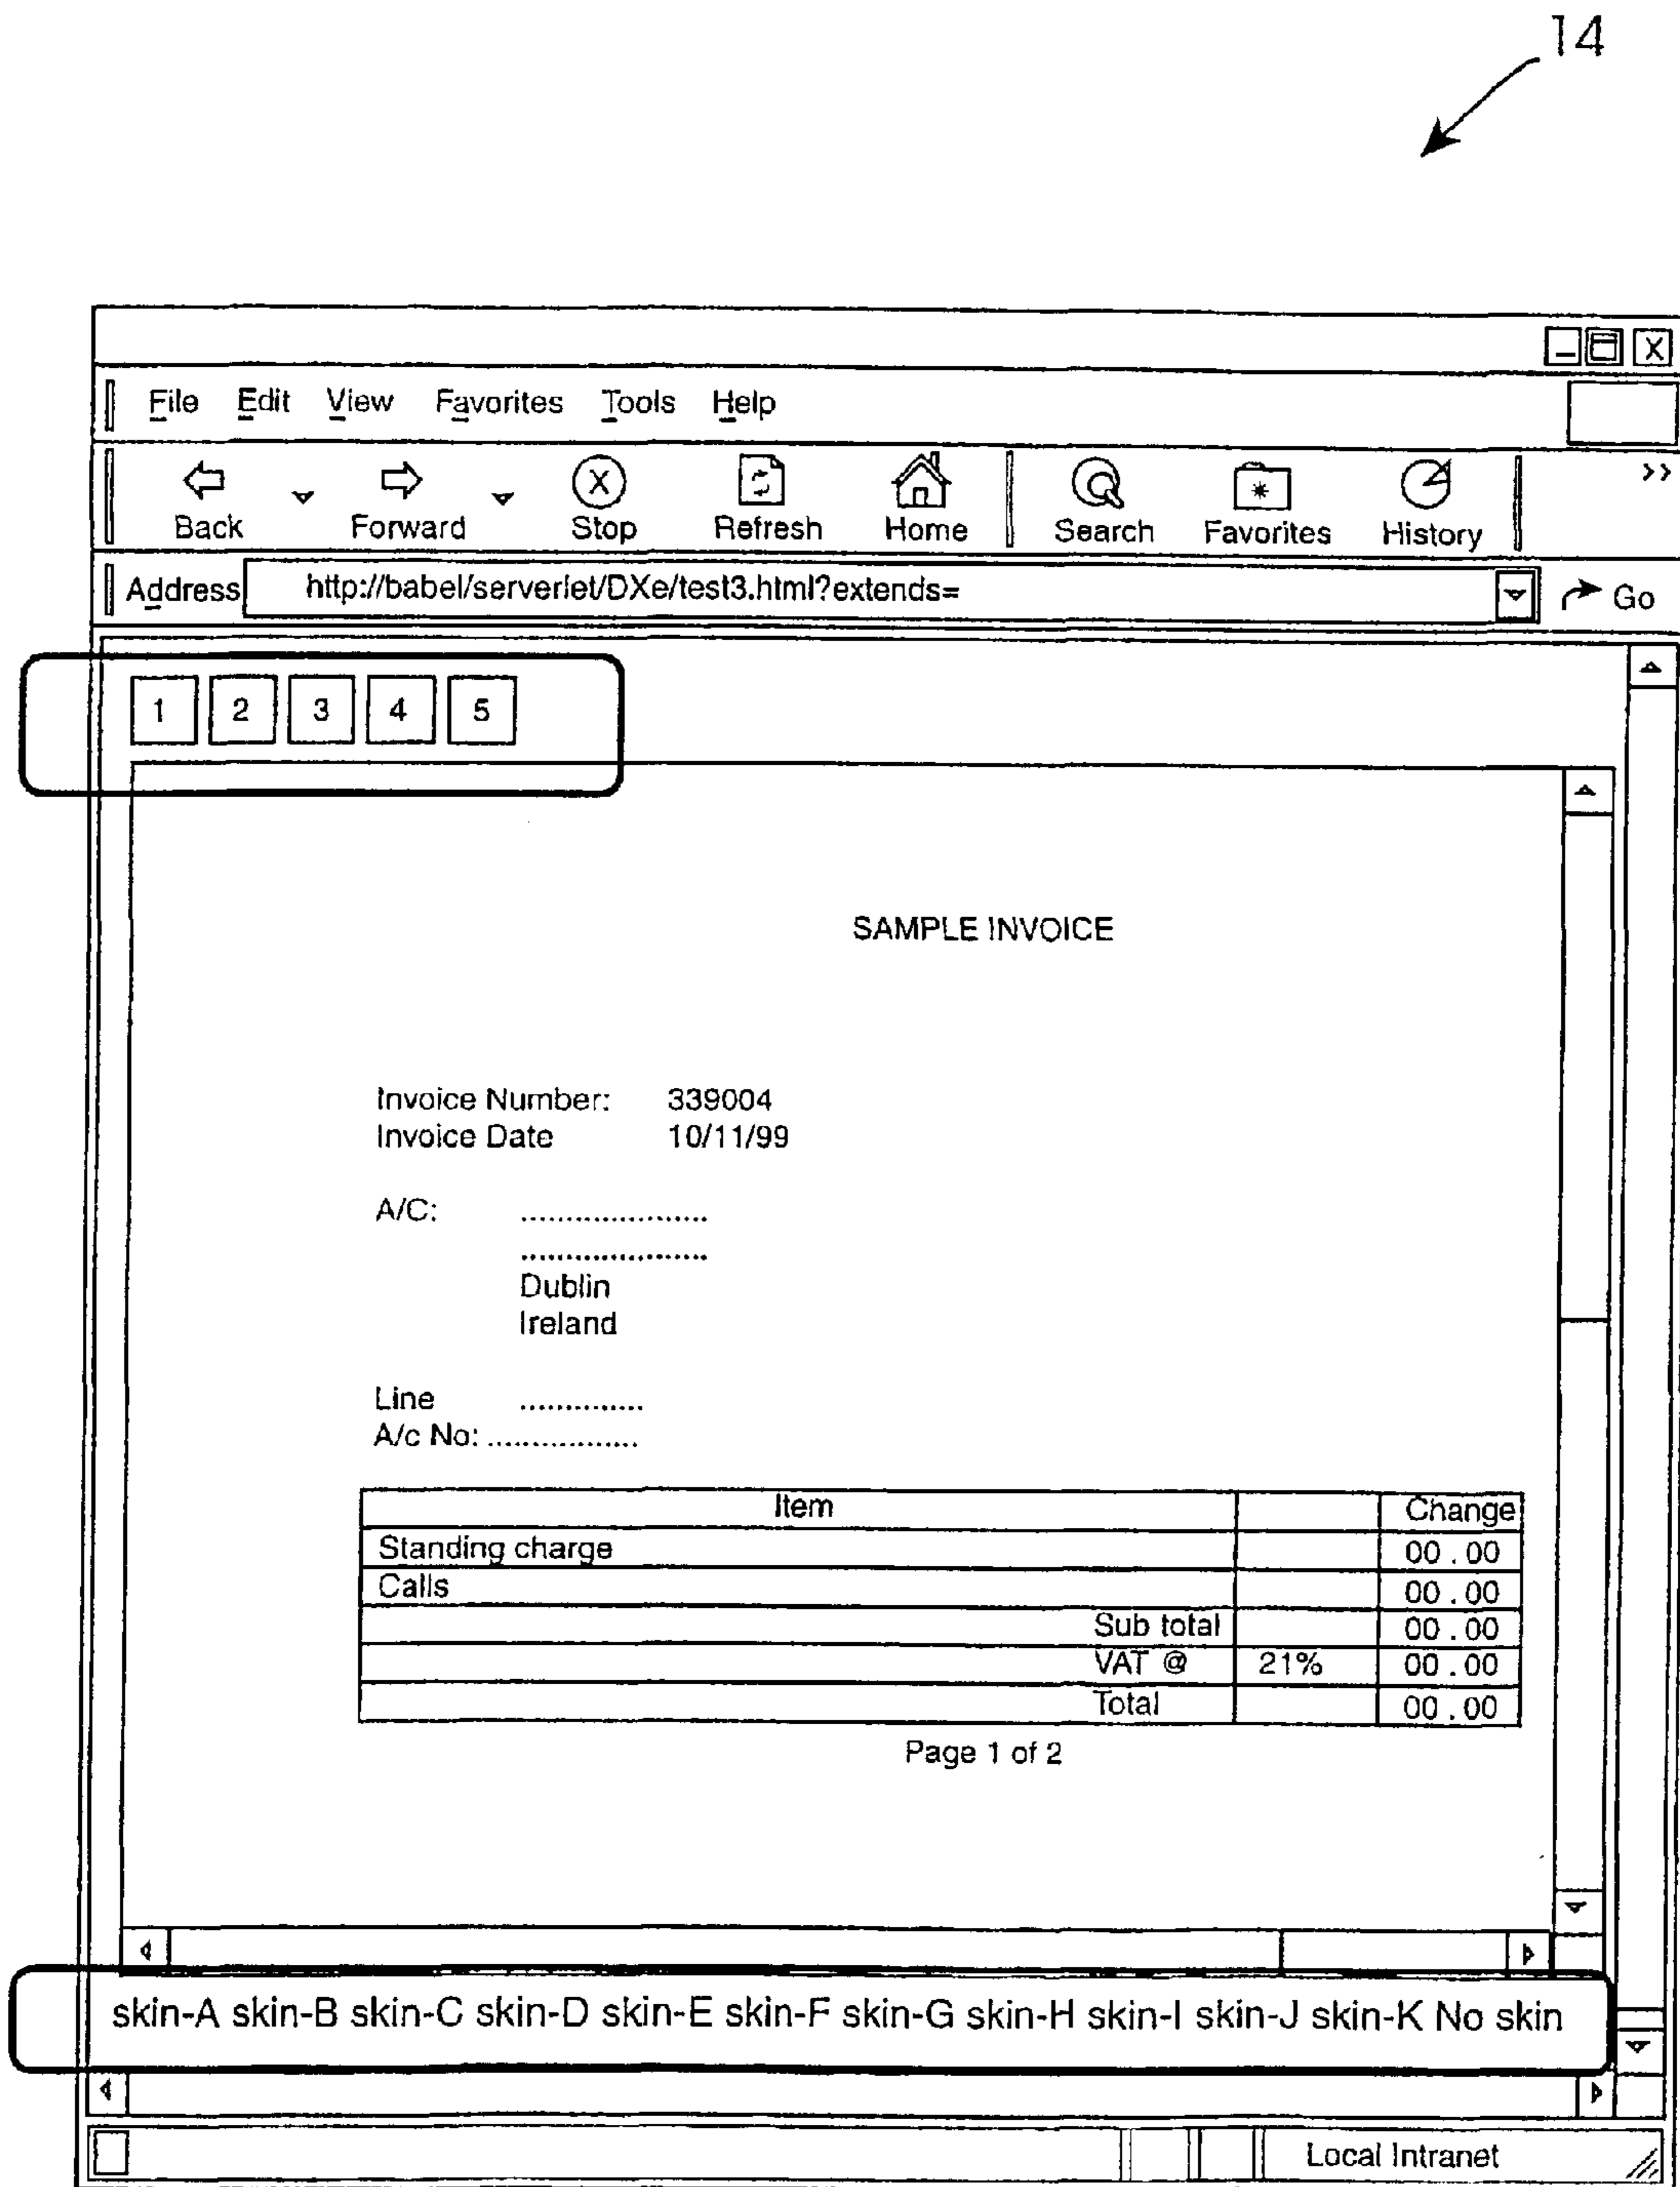 14
X
File Edit View Favorites Tools Help
X >>
Back Forward Stop Refresh Home Search Favorites History
Address http://babel/serverlet/DXe/test3.html?extends= Go
1 2 3 4 5
SAMPLE INVOICE
Invoice Number: 339004
Invoice Date 10/11/99
A/C: .....................
.....................
Dublin
Ireland
Line ..............
A/c No: .................
Item Change
Standing charge 00.00
Calls 00.00
Sub total 00.00
VAT @ 21% 00.00
Total 00.00
Page 1 of 2
skin-A skin-B skin-C skin-D skin-E skin-F skin-G skin-H skin-I skin-J skin-K No skin
Local Intranet